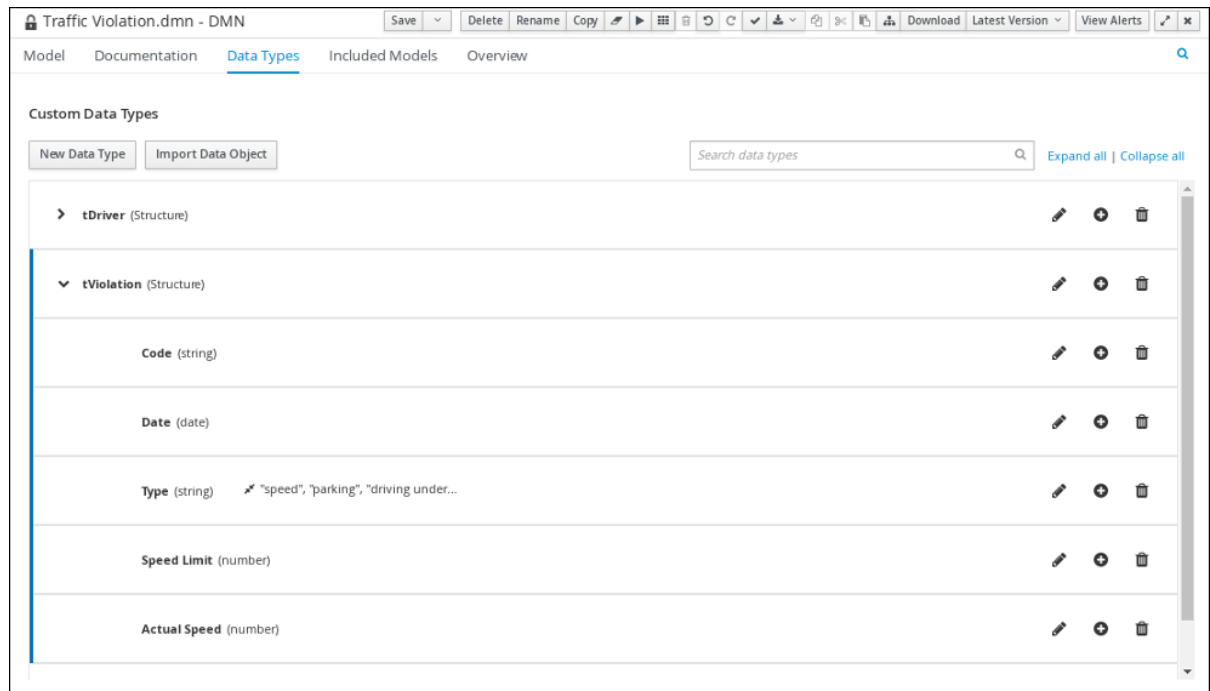 Traffic Violation.dmn - DMN Save Delete Rename Copy Download Latest Version View Alerts
Model Documentation Data Types Included Models Overview
Custom Data Types
New Data Type Import Data Object Search data types Expand all | Collapse all
tDriver (Structure)
tViolation (Structure)
Code (string)
Date (date)
Type (string) "speed", "parking", "driving under...
Speed Limit (number)
Actual Speed (number)